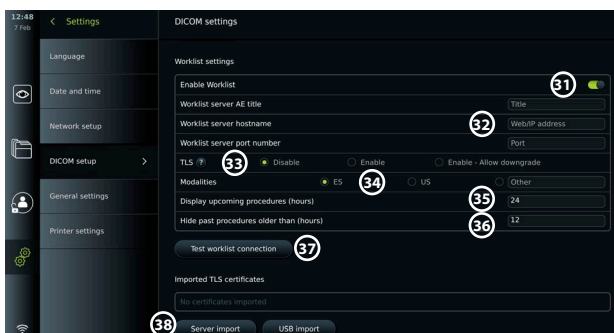 12:48
7 Feb
< Settings
DICOM settings
Language
Date and time
Network setup
DICOM setup >
General settings
Printer settings
Worklist settings
Enable Worklist 31
Worklist server AE title Title
Worklist server hostname 32 Web/IP address
Worklist server port number Port
TLS ? 33 Disable Enable Enable - Allow downgrade
Modalities ES 34 US Other
Display upcoming procedures (hours) 35 24
Hide past procedures older than (hours) 36 12
Test worklist connection 37
Imported TLS certificates
No certificates imported
38 Server import USB import